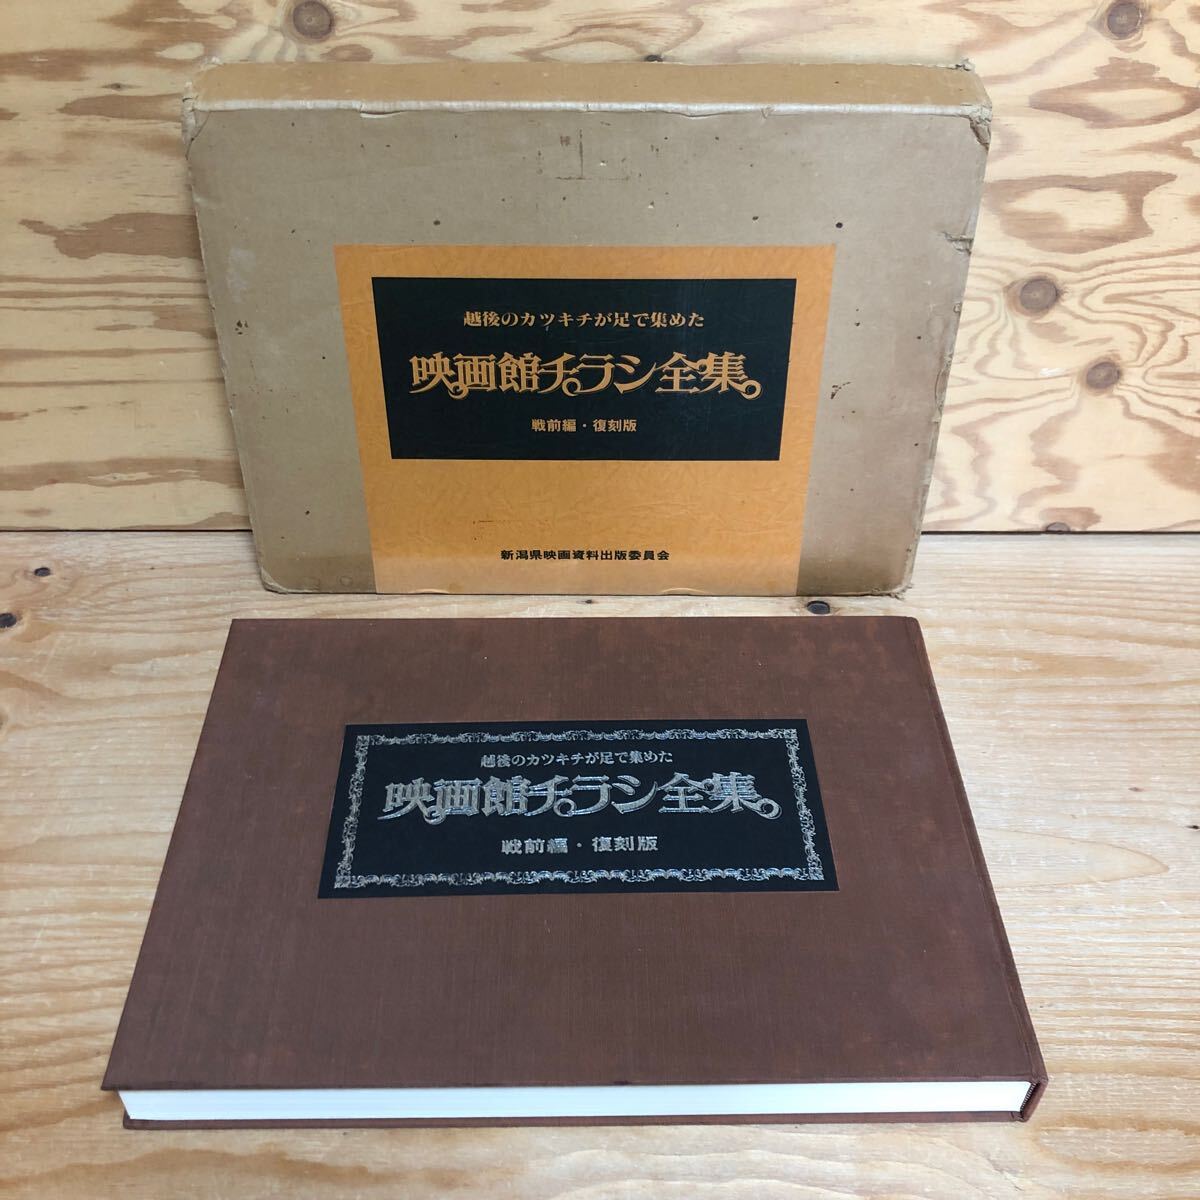 越後のカツキチが足で集めた
映画館チラシ全集。
戦前編・復刻版
新潟県映画資料出版委員会
越後のカツキチが足で集めた
映画館チラシ全集。
戦前編・復刻版